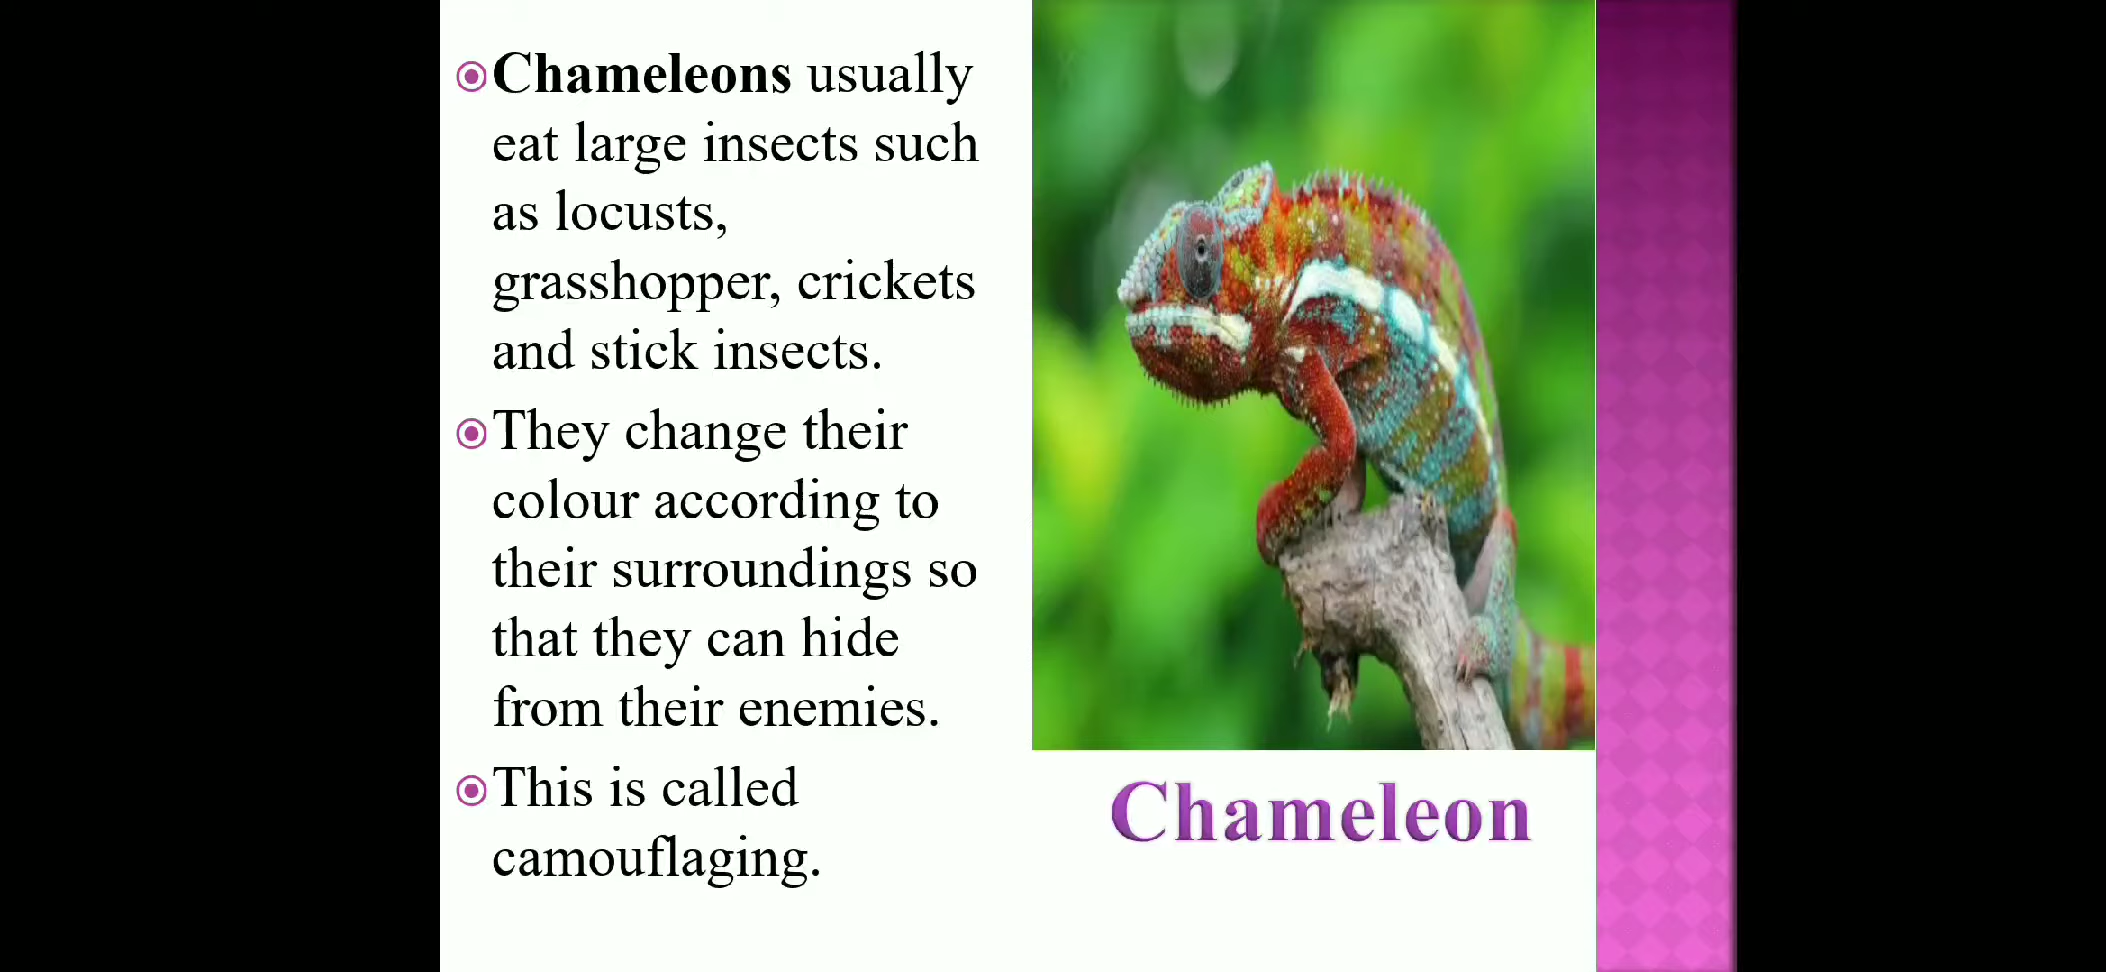 Chameleons usually
eat large insects such
as locusts,
grasshopper, crickets
and stick insects.
They change their
colour according to
their surroundings so
that they can hide
from their enemies.
This is called
camouflaging.
Chameleon